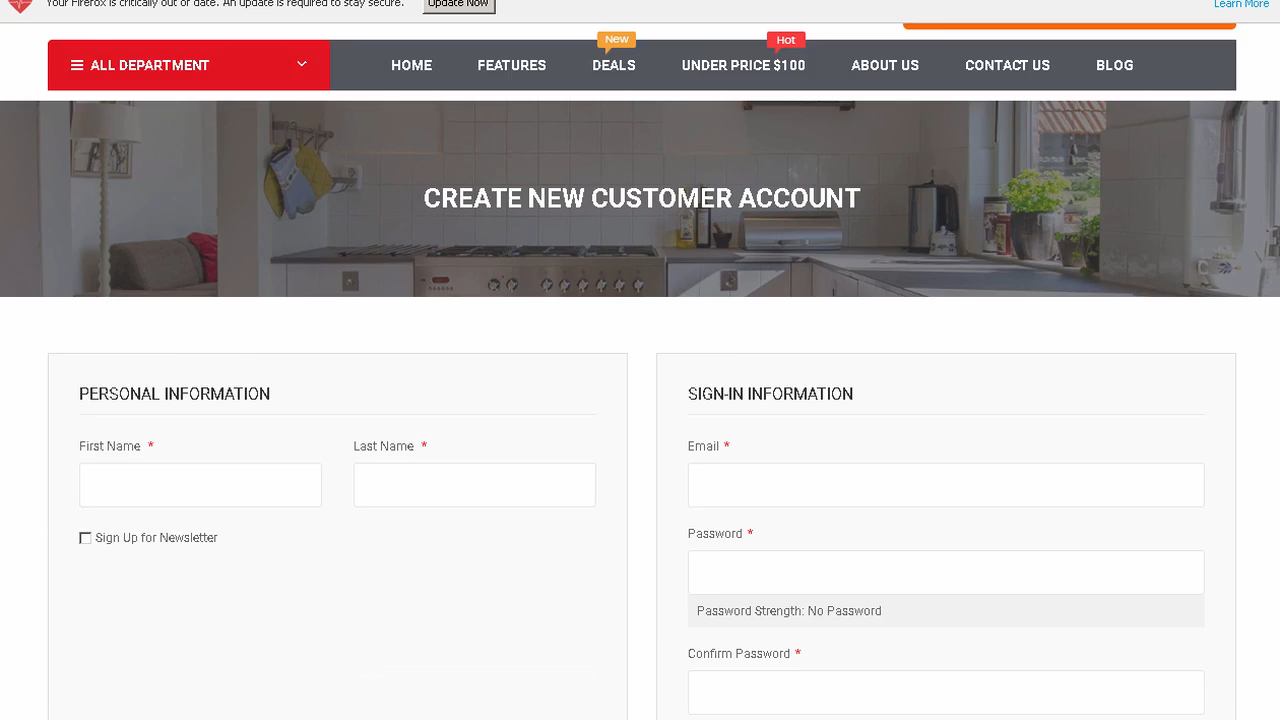 Your Firefox is critically out of date. An update is required to stay secure.
Update Now
Learn More
New
Hot
ALL DEPARTMENT
HOME
FEATURES
DEALS
UNDER PRICE $100
ABOUT US
CONTACT US
BLOG
CREATE NEW CUSTOMER ACCOUNT
PERSONAL INFORMATION
First Name *
Last Name *
Sign Up for Newsletter
SIGN-IN INFORMATION
Email *
Password *
Password Strength: No Password
Confirm Password *